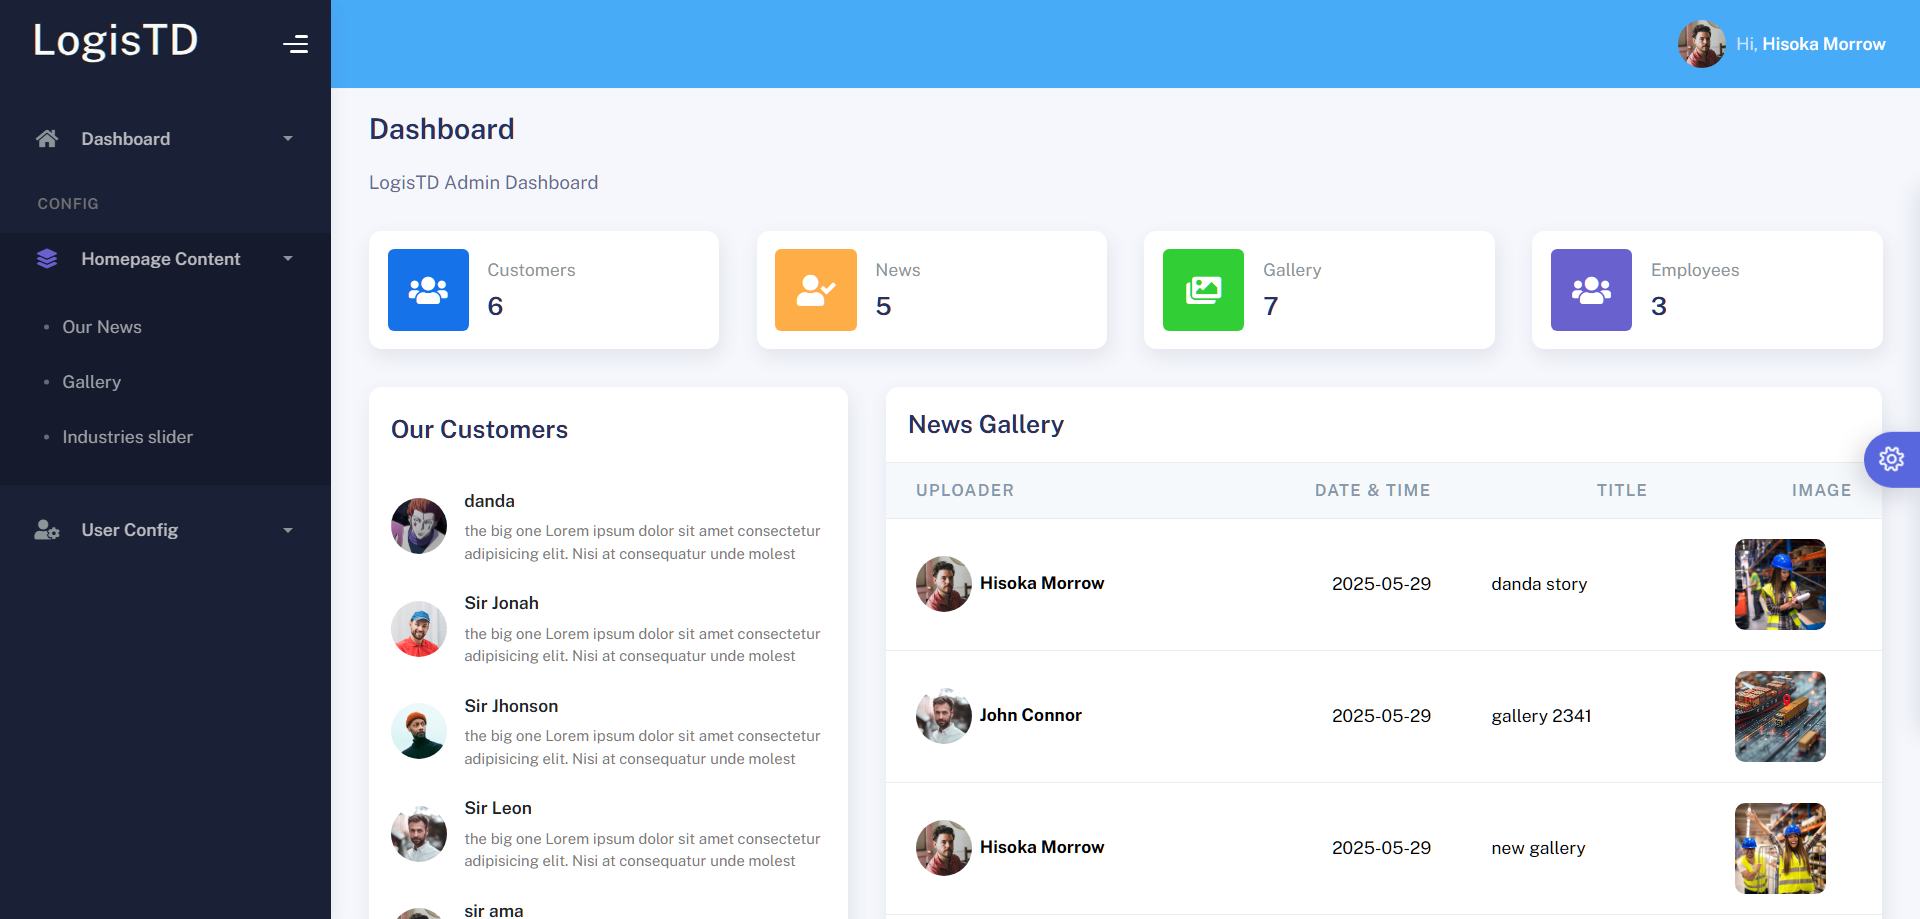 LogisTD
Hi, Hisoka Morrow
Dashboard
CONFIG
Homepage Content
Our News
Gallery
Industries slider
User Config
Dashboard
LogisTD Admin Dashboard
Customers
6
News
5
Gallery
7
Employees
3
Our Customers
danda
the big one Lorem ipsum dolor sit amet consectetur
adipisicing elit. Nisi at consequatur unde molest
Sir Jonah
the big one Lorem ipsum dolor sit amet consectetur
adipisicing elit. Nisi at consequatur unde molest
Sir Jhonson
the big one Lorem ipsum dolor sit amet consectetur
adipisicing elit. Nisi at consequatur unde molest
Sir Leon
the big one Lorem ipsum dolor sit amet consectetur
adipisicing elit. Nisi at consequatur unde molest
sir ama
News Gallery
UPLOADER DATE & TIME TITLE IMAGE
Hisoka Morrow 2025-05-29 danda story
John Connor 2025-05-29 gallery 2341
Hisoka Morrow 2025-05-29 new gallery